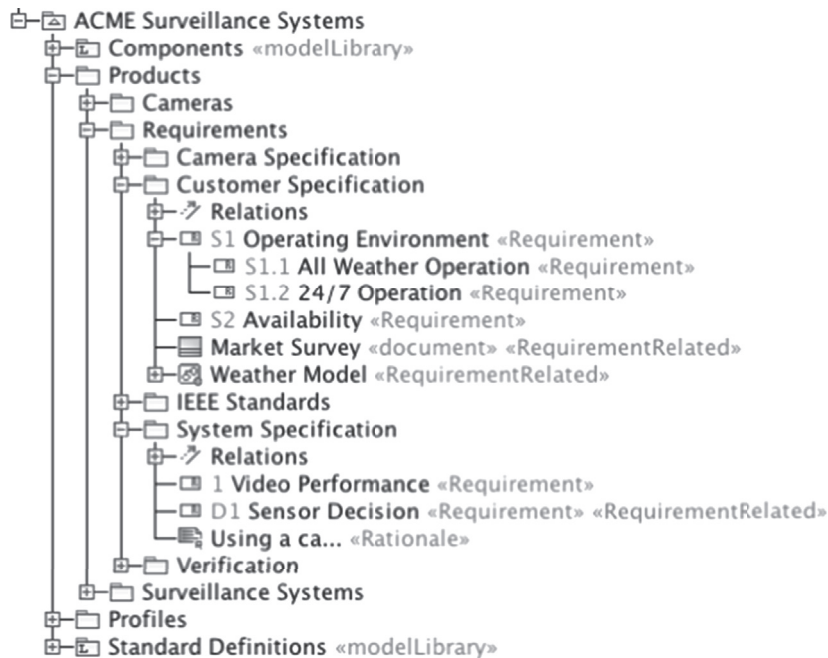 ACME Surveillance Systems
Components «modelLibrary»
Products
Cameras
Requirements
Camera Specification
Customer Specification
Relations
S1 Operating Environment «Requirement»
S1.1 All Weather Operation «Requirement»
S1.2 24/7 Operation «Requirement»
S2 Availability «Requirement»
Market Survey «document» «RequirementRelated»
Weather Model «RequirementRelated»
IEEE Standards
System Specification
Relations
1 Video Performance «Requirement»
D1 Sensor Decision «Requirement» «RequirementRelated»
Using a ca... «Rationale»
Verification
Surveillance Systems
Profiles
Standard Definitions «modelLibrary»